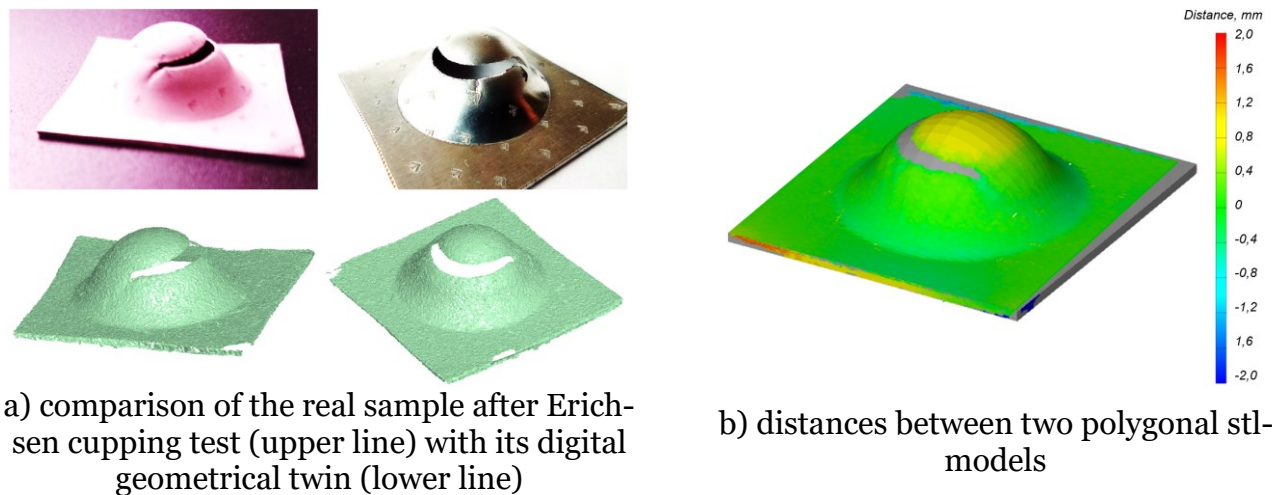 Distance, mm
2,0
1,6
1,2
0,8
0,4
0
-0,4
-0,8
-1,2
1,6
-2,0
a) comparison of the real sample after Erich-
sen cupping test (upper line) with its digital
geometrical twin (lower line)
b) distances between two polygonal stl-
models